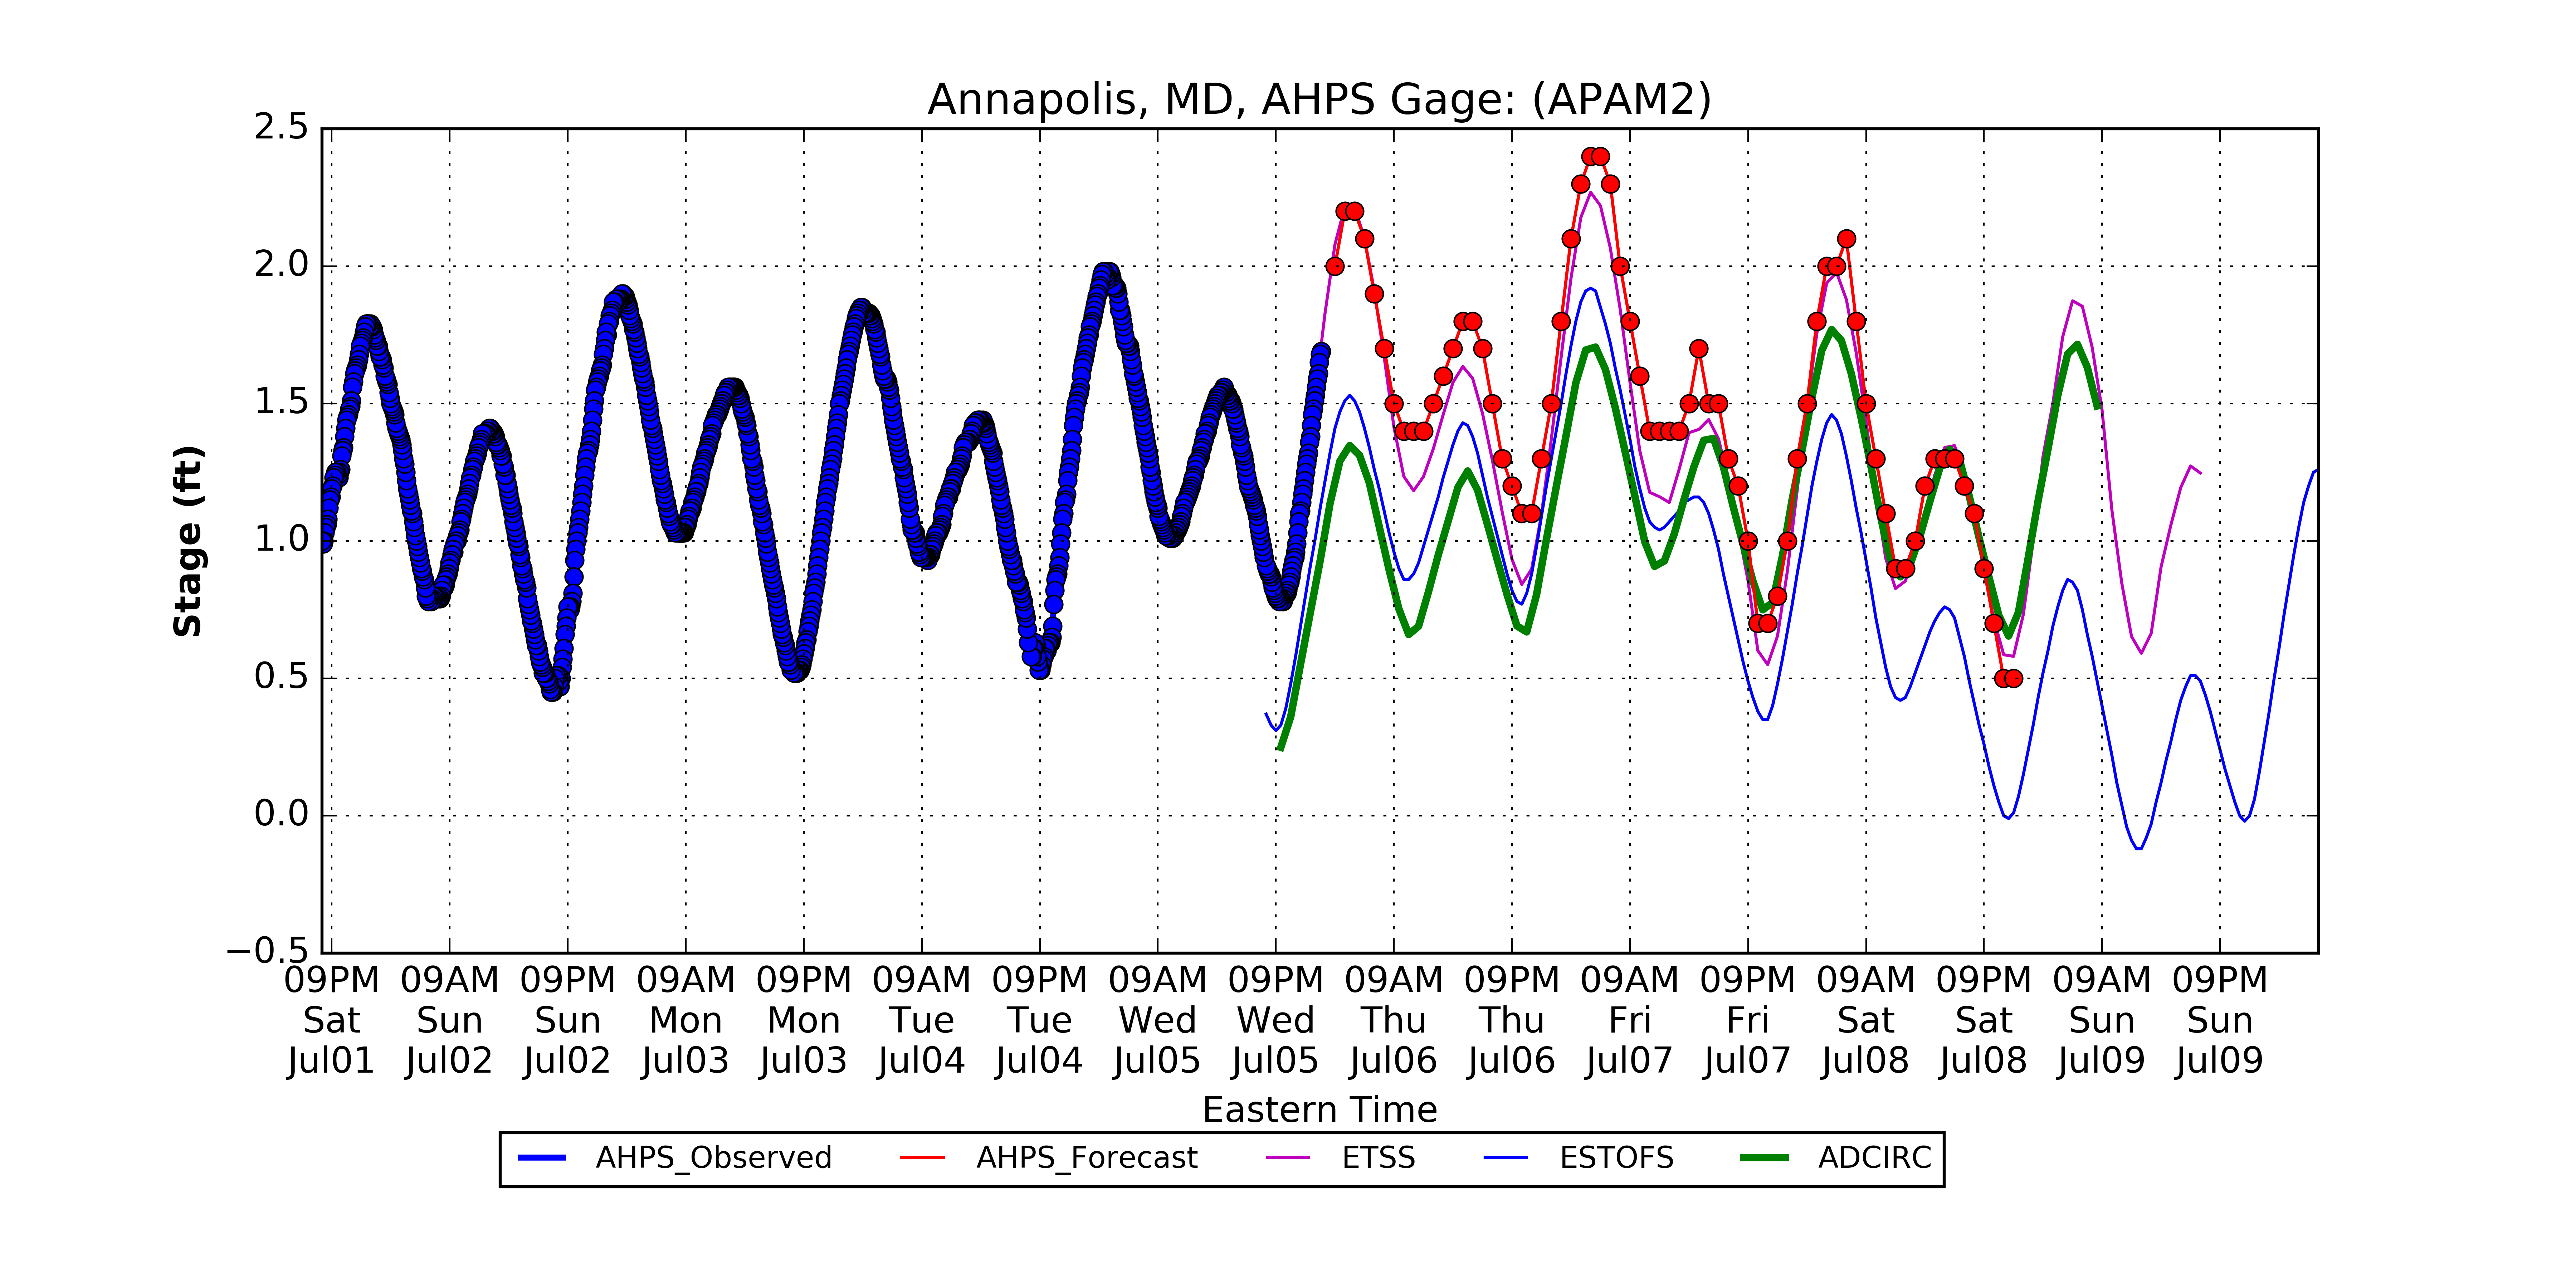 Annapolis, MD, AHPS Gage: (APAM2)
2.5
2.0
1.5
1.0
0.5
0.0
−0.5
Stage (ft)
09PM 09AM 09PM 09AM 09PM 09AM 09PM 09AM 09PM 09AM 09PM 09AM 09PM 09AM 09PM 09AM 09PM
Sat Sun Sun Mon Mon Tue Tue Wed Wed Thu Thu Fri Fri Sat Sat Sun Sun
Jul01 Jul02 Jul02 Jul03 Jul03 Jul04 Jul04 Jul05 Jul05 Jul06 Jul06 Jul07 Jul07 Jul08 Jul08 Jul09 Jul09
Eastern Time
AHPS_Observed AHPS_Forecast ETSS ESTOFS ADCIRC